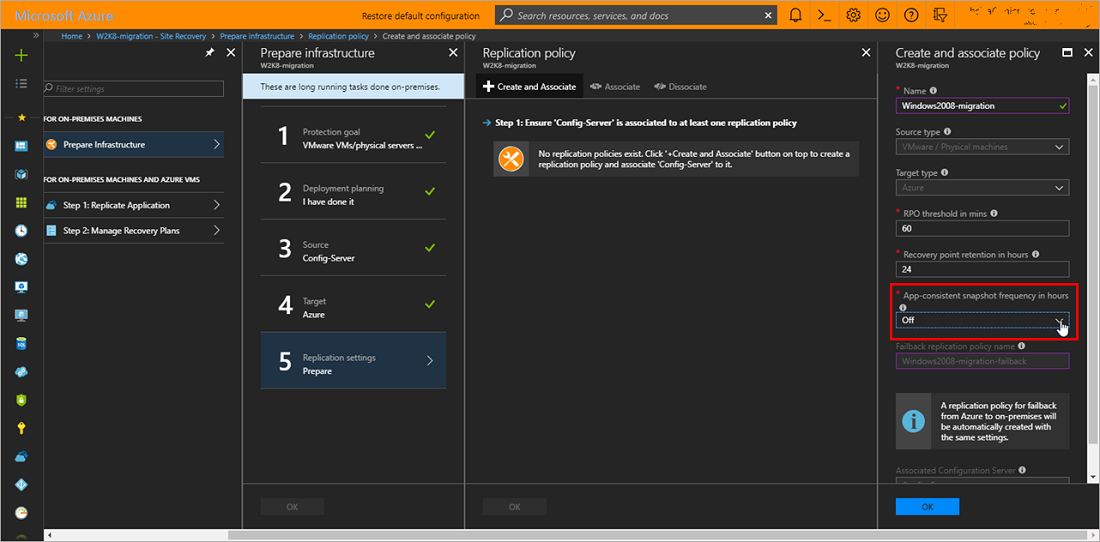 Microsoft Azure
Restore default configuration
Search resources, services, and docs
Home > W2K8-migration - Site Recovery > Prepare infrastructure > Replication policy > Create and associate policy
Filter settings
FOR ON-PREMISES MACHINES
Prepare Infrastructure
FOR ON-PREMISES MACHINES AND AZURE VMS
Step 1: Replicate Application
Step 2: Manage Recovery Plans
Prepare infrastructure
W2K8-migration
These are long running tasks done on-premises.
1
Protection goal
VMware VMs/physical servers ...
2
Deployment planning
I have done it
3
Source
Config-Server
4
Target
Azure
5
Replication settings
Prepare
OK
Replication policy
W2K8-migration
Create and Associate
Associate
Dissociate
Step 1: Ensure 'Config-Server' is associated to at least one replication policy
No replication policies exist. Click '+Create and Associate' button on top to create a
replication policy and associate 'Config-Server' to it.
OK
Create and associate policy
W2K8-migration
* Name
Windows2008-migration
Source type
VMware / Physical machines
Target type
Azure
* RPO threshold in mins
60
* Recovery point retention in hours
24
* App-consistent snapshot frequency in hours
Off
Failback replication policy name
Windows2008-migration-failback
A replication policy for failback
from Azure to on-premises will
be automatically created with
the same settings.
Associated Configuration Server
OK